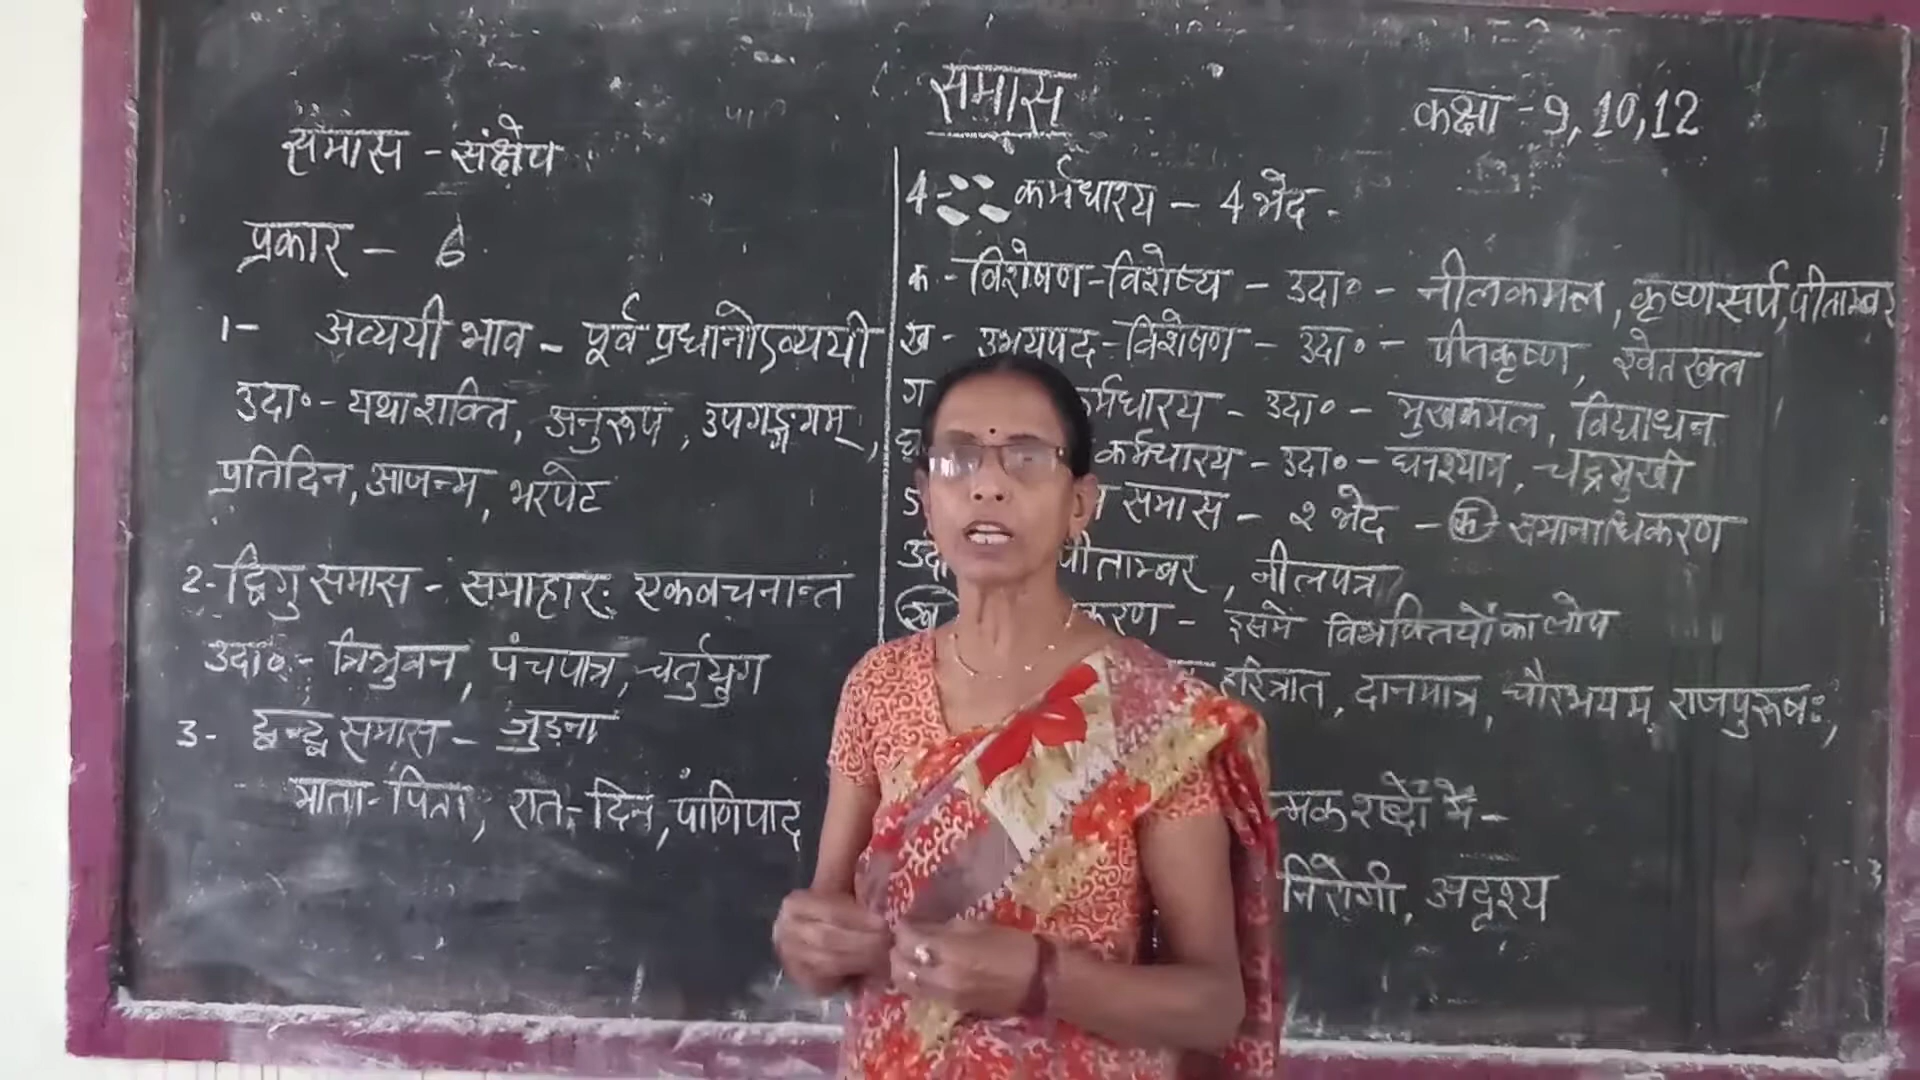 समास
कक्षा - 9, 10, 12
समास - संक्षेप
प्रकार - 6
1- अव्ययी भाव - पूर्व प्रधानोऽव्ययी
उदा० - यथाशक्ति, अनुरूप, उपगङ्गम्,
प्रतिदिन, आजन्म, भरपेट
2- द्विगु समास - समाहार: एकवचनान्त
उदा० - त्रिभुवन, पंचपात्र, चतुर्युग
3- द्वन्द्व समास - जुड़ना
माता-पिता, रात-दिन, पाणिपाद
4- कर्मधारय - 4 भेद -
क - विशेषण-विशेष्य - उदा० - नीलकमल, कृष्णसर्प, पीताम्बर
ख - उभयपद-विशेषण - उदा० - पीतकृष्ण, श्वेतरक्त
ग कर्मधारय - उदा० - मुखकमल, विद्याधन
घ कर्मधारय - उदा० - घनश्याम, चंद्रमुखी
5 समास - २ भेद - क समानाधिकरण
पीताम्बर, नीलपत्र
ख करण - इसमें विभक्तियों का लोप
हरित्रात, दानपात्र, चौरभयम, राजपुरूष:,
शब्दों में -
निरोगी, अदृश्य